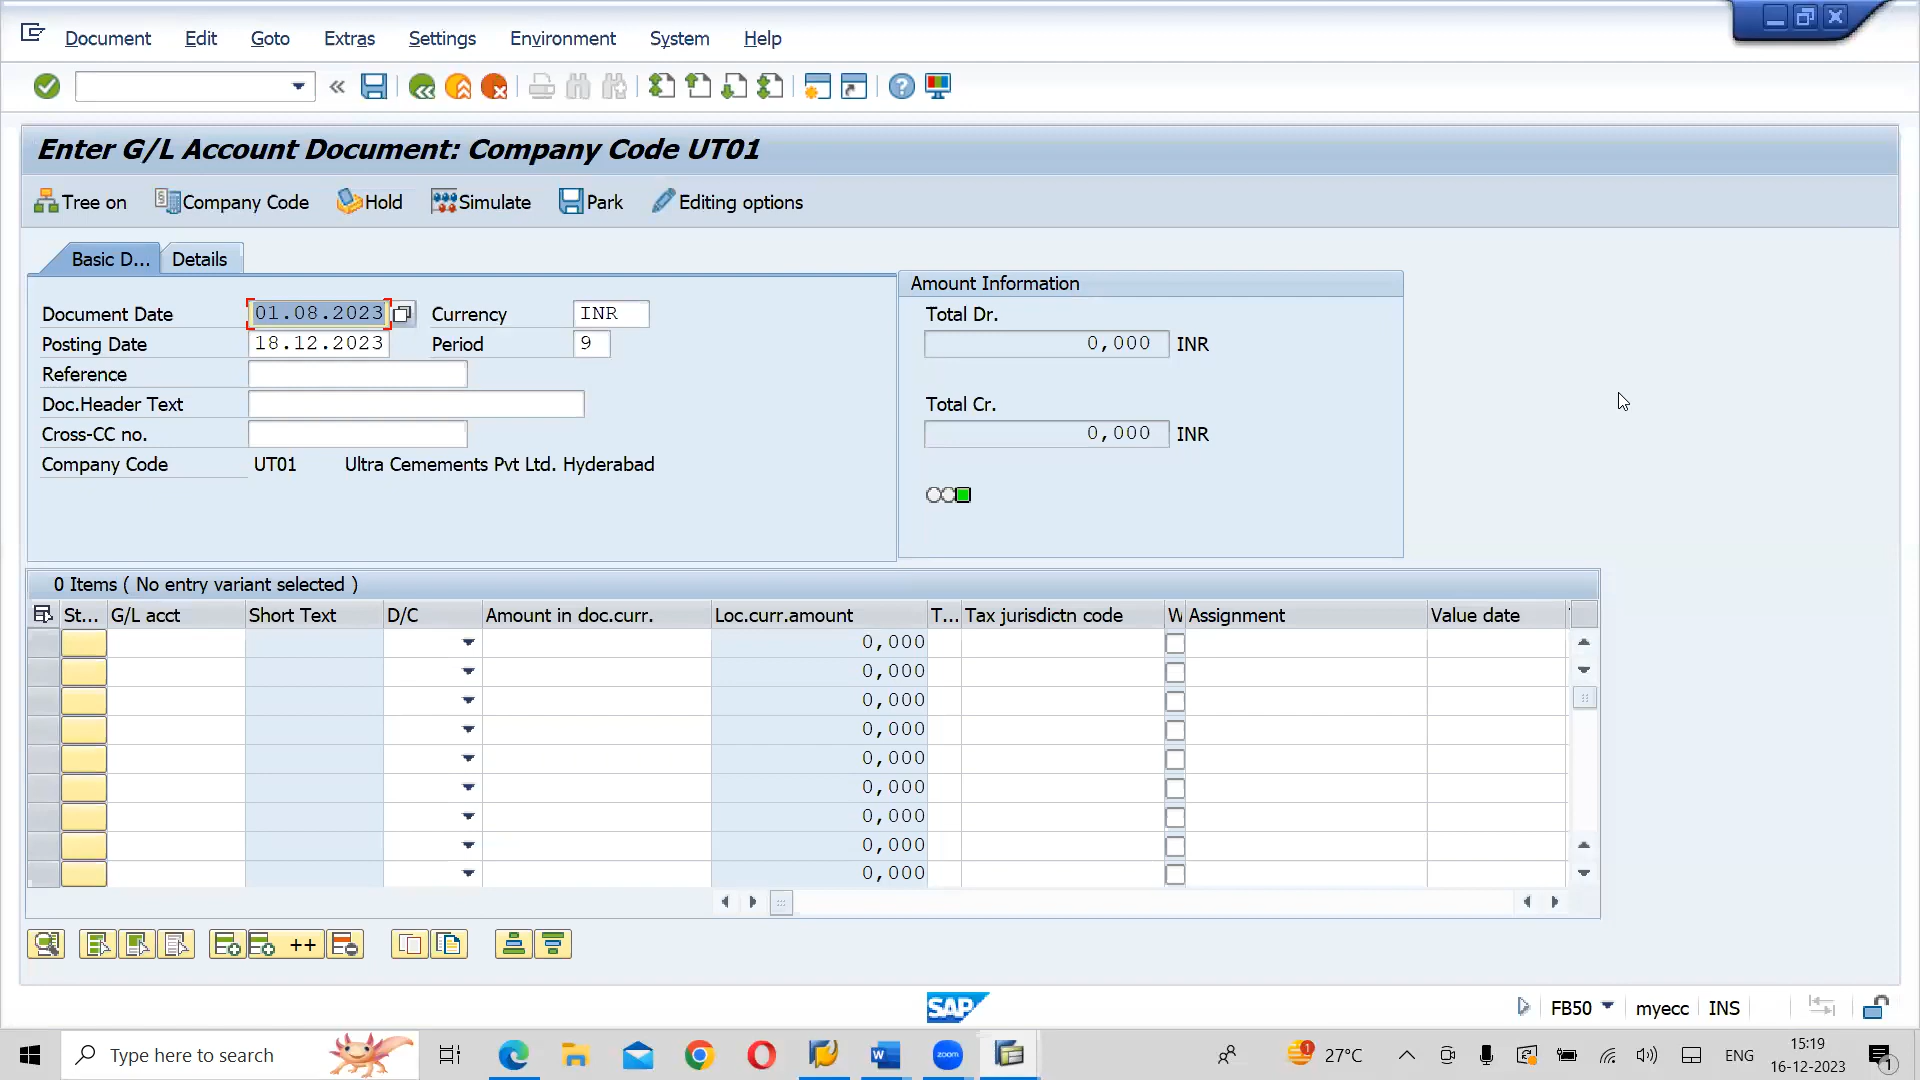 Document Edit Goto Extras Settings Environment System Help
Enter G/L Account Document: Company Code UT01
Tree on Company Code Hold Simulate Park Editing options
Basic D... Details
Document Date 01.08.2023 Currency INR
Posting Date 18.12.2023 Period 9
Reference
Doc.Header Text
Cross-CC no.
Company Code UT01 Ultra Cemements Pvt Ltd. Hyderabad
Amount Information
Total Dr.
0,000 INR
Total Cr.
0,000 INR
0 Items ( No entry variant selected )
St... G/L acct Short Text D/C Amount in doc.curr. Loc.curr.amount T... Tax jurisdictn code W Assignment Value date
0,000
0,000
0,000
0,000
0,000
0,000
0,000
0,000
0,000
++
SAP
FB50 myecc INS
Type here to search
zoom
1
27°C
ENG
15:19
16-12-2023
1